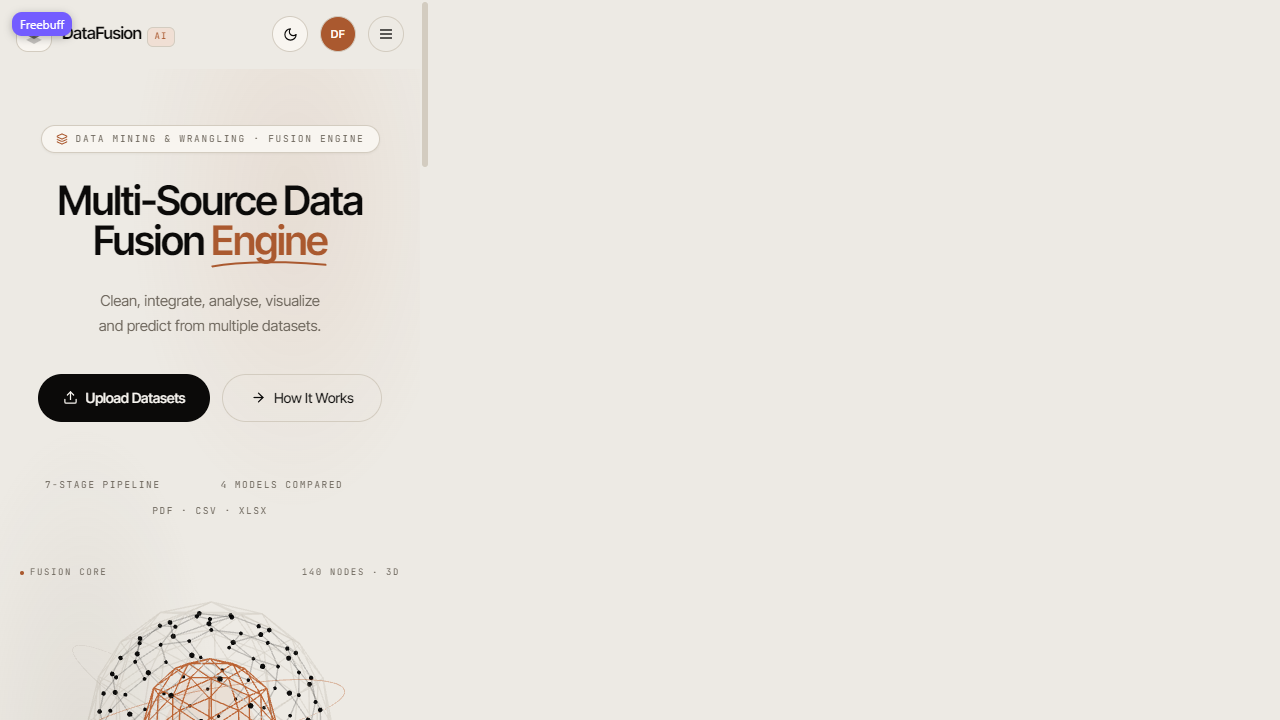 Freebuff
DataFusion AI
DF
DATA MINING & WRANGLING · FUSION ENGINE
Multi-Source Data
Fusion Engine
Clean, integrate, analyse, visualize
and predict from multiple datasets.
Upload Datasets
How It Works
7-STAGE PIPELINE
4 MODELS COMPARED
PDF · CSV · XLSX
FUSION CORE
140 NODES · 3D